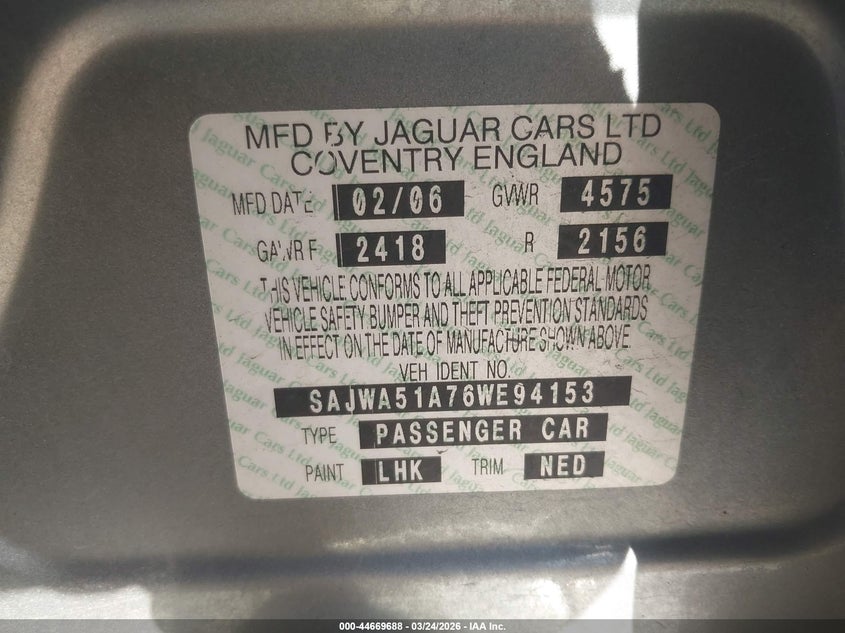 MFD BY JAGUAR CARS LTD
COVENTRY ENGLAND
MFD DATE 02/06 GVWR 4575
GAWR F 2418 R 2156
THIS VEHICLE CONFORMS TO ALL APPLICABLE FEDERAL MOTOR
VEHICLE SAFETY BUMPER AND THEFT PREVENTION STANDARDS
IN EFFECT ON THE DATE OF MANUFACTURE SHOWN ABOVE.
VEH IDENT NO.
SAJWA51A76WE94153
TYPE PASSENGER CAR
PAINT LHK TRIM NED
000-44669688 - 03/24/2026 - IAA Inc.